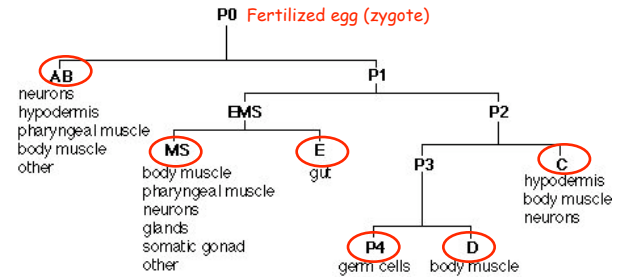 P0 Fertilized egg (zygote)
AB
P1
neurons
hypodermis
pharyngeal muscle
body muscle
other
EMS
P2
MS
E
body muscle
pharyngeal muscle
neurons
glands
somatic gonad
other
gut
P3
C
hypodermis
body muscle
neurons
P4
D
germ cells
body muscle